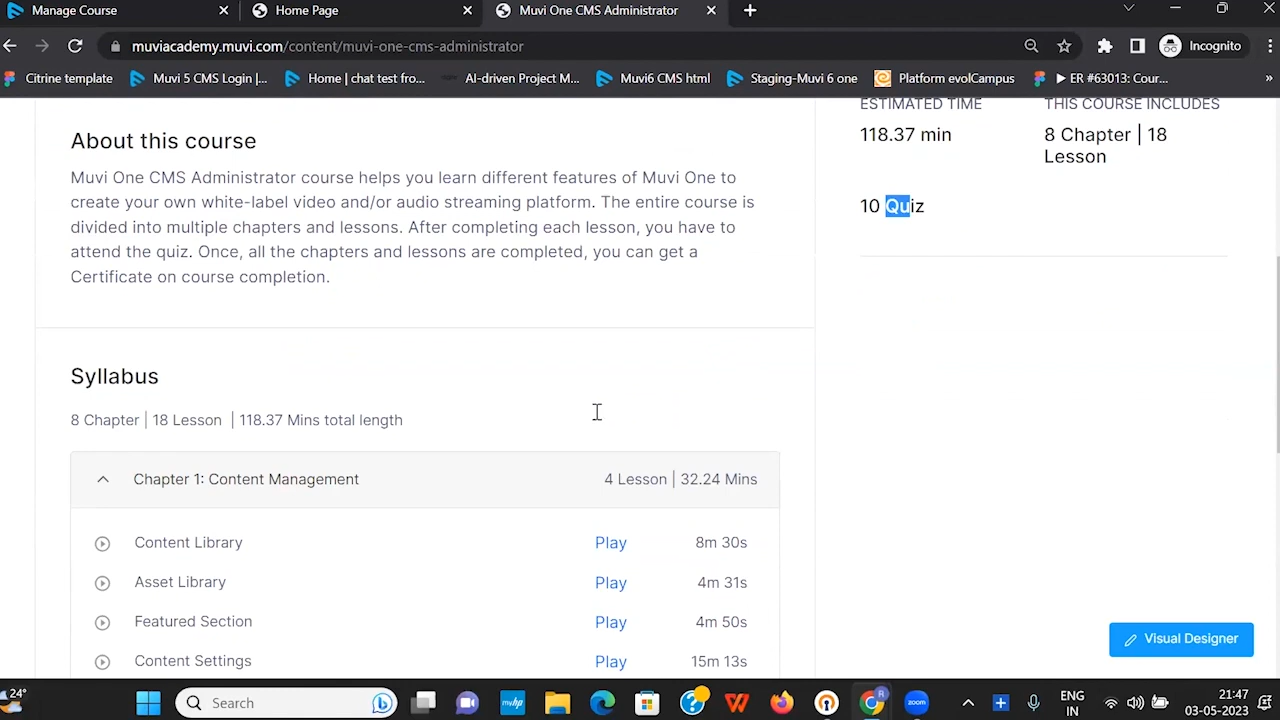 Manage Course
Home Page
Muvi One CMS Administrator
muviacademy.muvi.com/content/muvi-one-cms-administrator
Incognito
Citrine template
Muvi 5 CMS Login |...
Home | chat test fro...
AI-driven Project M...
Muvi6 CMS html
Staging-Muvi 6 one
Platform evolCampus
ER #63013: Cour...
»
ESTIMATED TIME
118.37 min
THIS COURSE INCLUDES
8 Chapter | 18
Lesson
10 Quiz
About this course
Muvi One CMS Administrator course helps you learn different features of Muvi One to
create your own white-label video and/or audio streaming platform. The entire course is
divided into multiple chapters and lessons. After completing each lesson, you have to
attend the quiz. Once, all the chapters and lessons are completed, you can get a
Certificate on course completion.
Syllabus
8 Chapter | 18 Lesson | 118.37 Mins total length
Chapter 1: Content Management 4 Lesson | 32.24 Mins
Content Library Play 8m 30s
Asset Library Play 4m 31s
Featured Section Play 4m 50s
Content Settings Play 15m 13s
Visual Designer
24°
Search
myhp
zoom
ENG
IN
21:47
03-05-2023